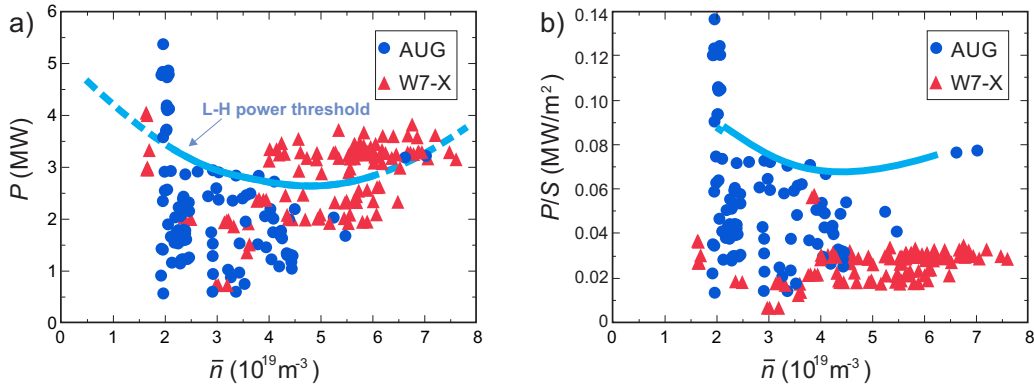 a)
P (MW)
6
5
4
3
2
1
0
0 1 2 3 4 5 6 7 8
n̅ (10¹⁹m⁻³)
L-H power threshold
AUG
W7-X
b)
P/S (MW/m²)
0.14
0.12
0.10
0.08
0.06
0.04
0.02
0.00
0 1 2 3 4 5 6 7 8
n̅ (10¹⁹m⁻³)
AUG
W7-X